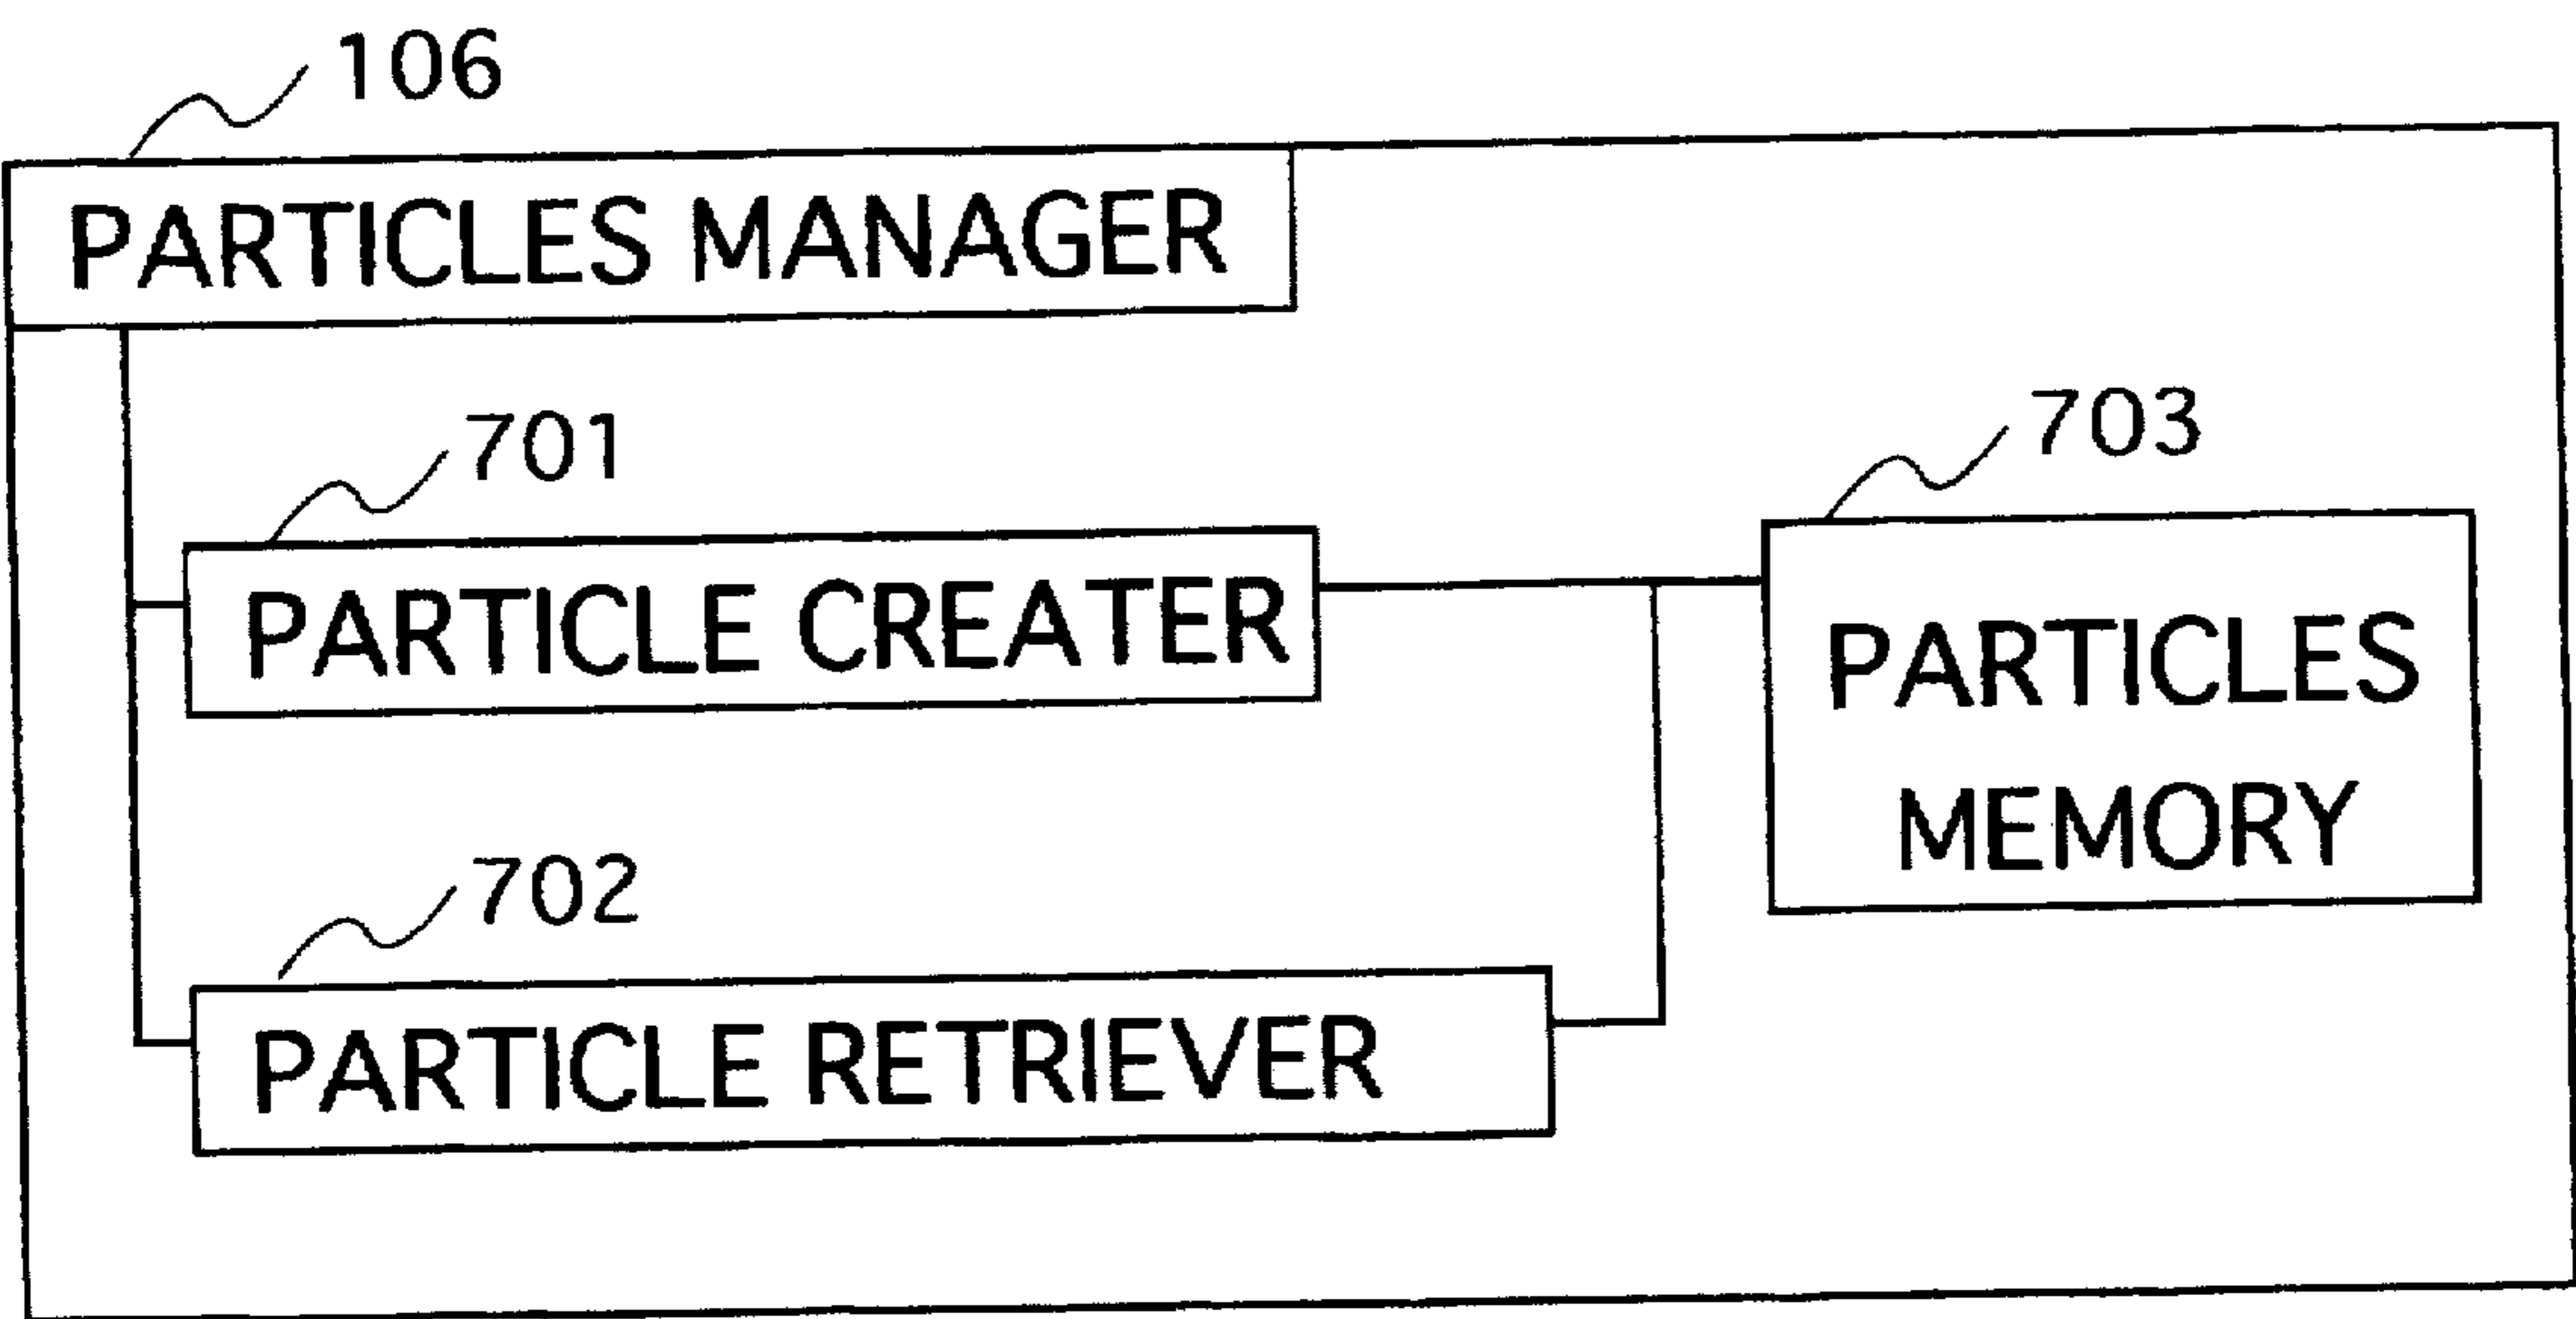 106
PARTICLES MANAGER
701
703
PARTICLE CREATER
PARTICLES
MEMORY
702
PARTICLE RETRIEVER